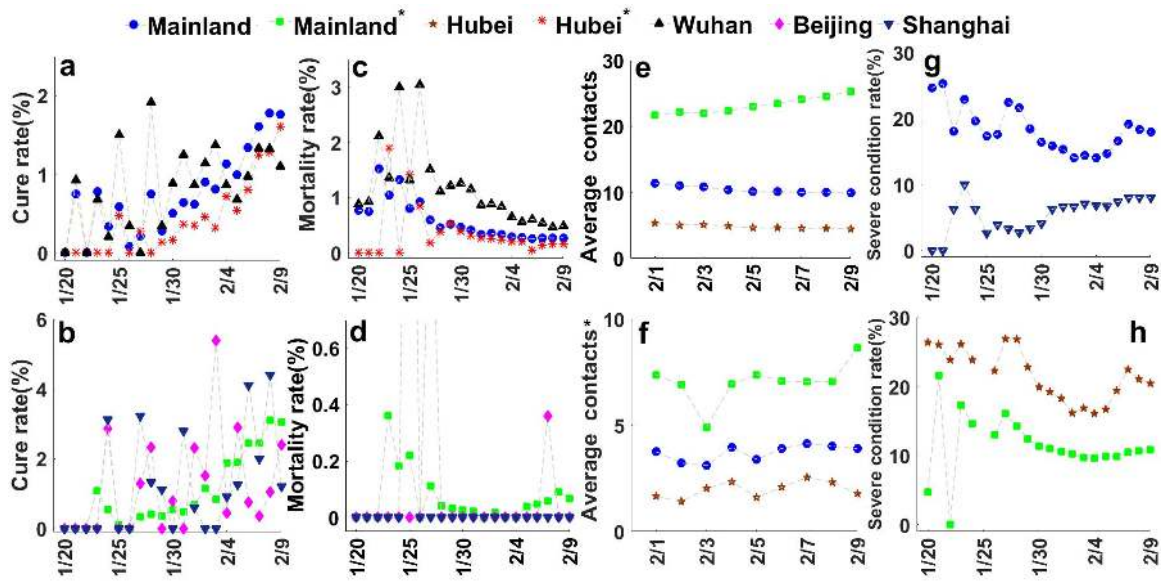 Mainland Mainland* Hubei Hubei* Wuhan Beijing Shanghai
a
Cure rate(%)
2
1
0
1/20 1/25 1/30 2/4 2/9
c
Mortality rate(%)
3
2
1
0
1/20 1/25 1/30 2/4 2/9
e
Average contacts
30
20
10
0
2/1 2/3 2/5 2/7 2/9
g
Severe condition rate(%)
30
20
10
0
1/20 1/25 1/30 2/4 2/9
b
Cure rate(%)
6
4
2
0
1/20 1/25 1/30 2/4 2/9
d
Mortality rate(%)
0.6
0.4
0.2
0
1/20 1/25 1/30 2/4 2/9
f
Average contacts*
10
5
0
2/1 2/3 2/5 2/7 2/9
h
Severe condition rate(%)
30
20
10
0
1/20 1/25 1/30 2/4 2/9